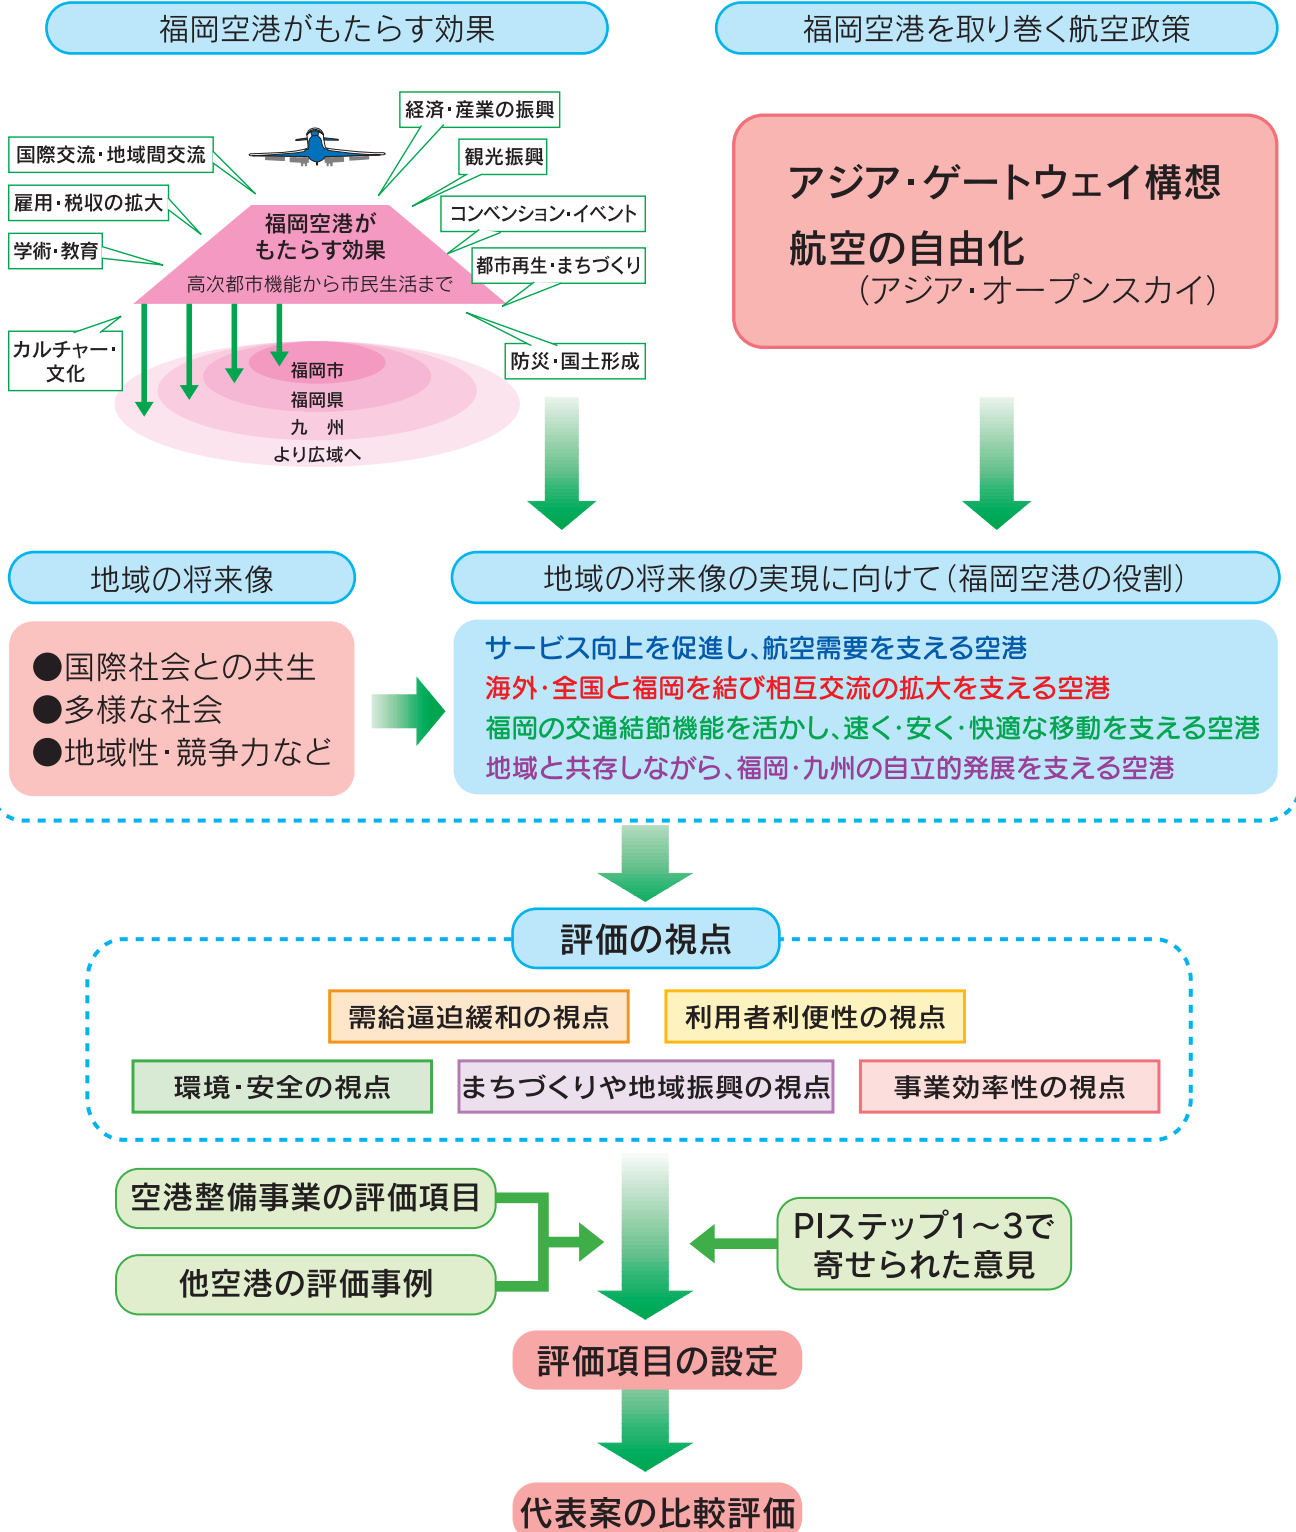 福岡空港がもたらす効果
福岡空港を取り巻く航空政策
経済・産業の振興
国際交流・地域間交流
観光振興
雇用・税収の拡大
コンベンション・イベント
学術・教育
都市再生・まちづくり
福岡空港が
もたらす効果
高次都市機能から市民生活まで
カルチャー・
文化
防災・国土形成
福岡市
福岡県
九　州
より広域へ
アジア・ゲートウェイ構想
航空の自由化
（アジア・オープンスカイ）
地域の将来像
●国際社会との共生
●多様な社会
●地域性・競争力など
地域の将来像の実現に向けて（福岡空港の役割）
サービス向上を促進し、航空需要を支える空港
海外・全国と福岡を結び相互交流の拡大を支える空港
福岡の交通結節機能を活かし、速く・安く・快適な移動を支える空港
地域と共存しながら、福岡・九州の自立的発展を支える空港
評価の視点
需給逼迫緩和の視点
利用者利便性の視点
環境・安全の視点
まちづくりや地域振興の視点
事業効率性の視点
空港整備事業の評価項目
他空港の評価事例
PIステップ1～3で
寄せられた意見
評価項目の設定
代表案の比較評価